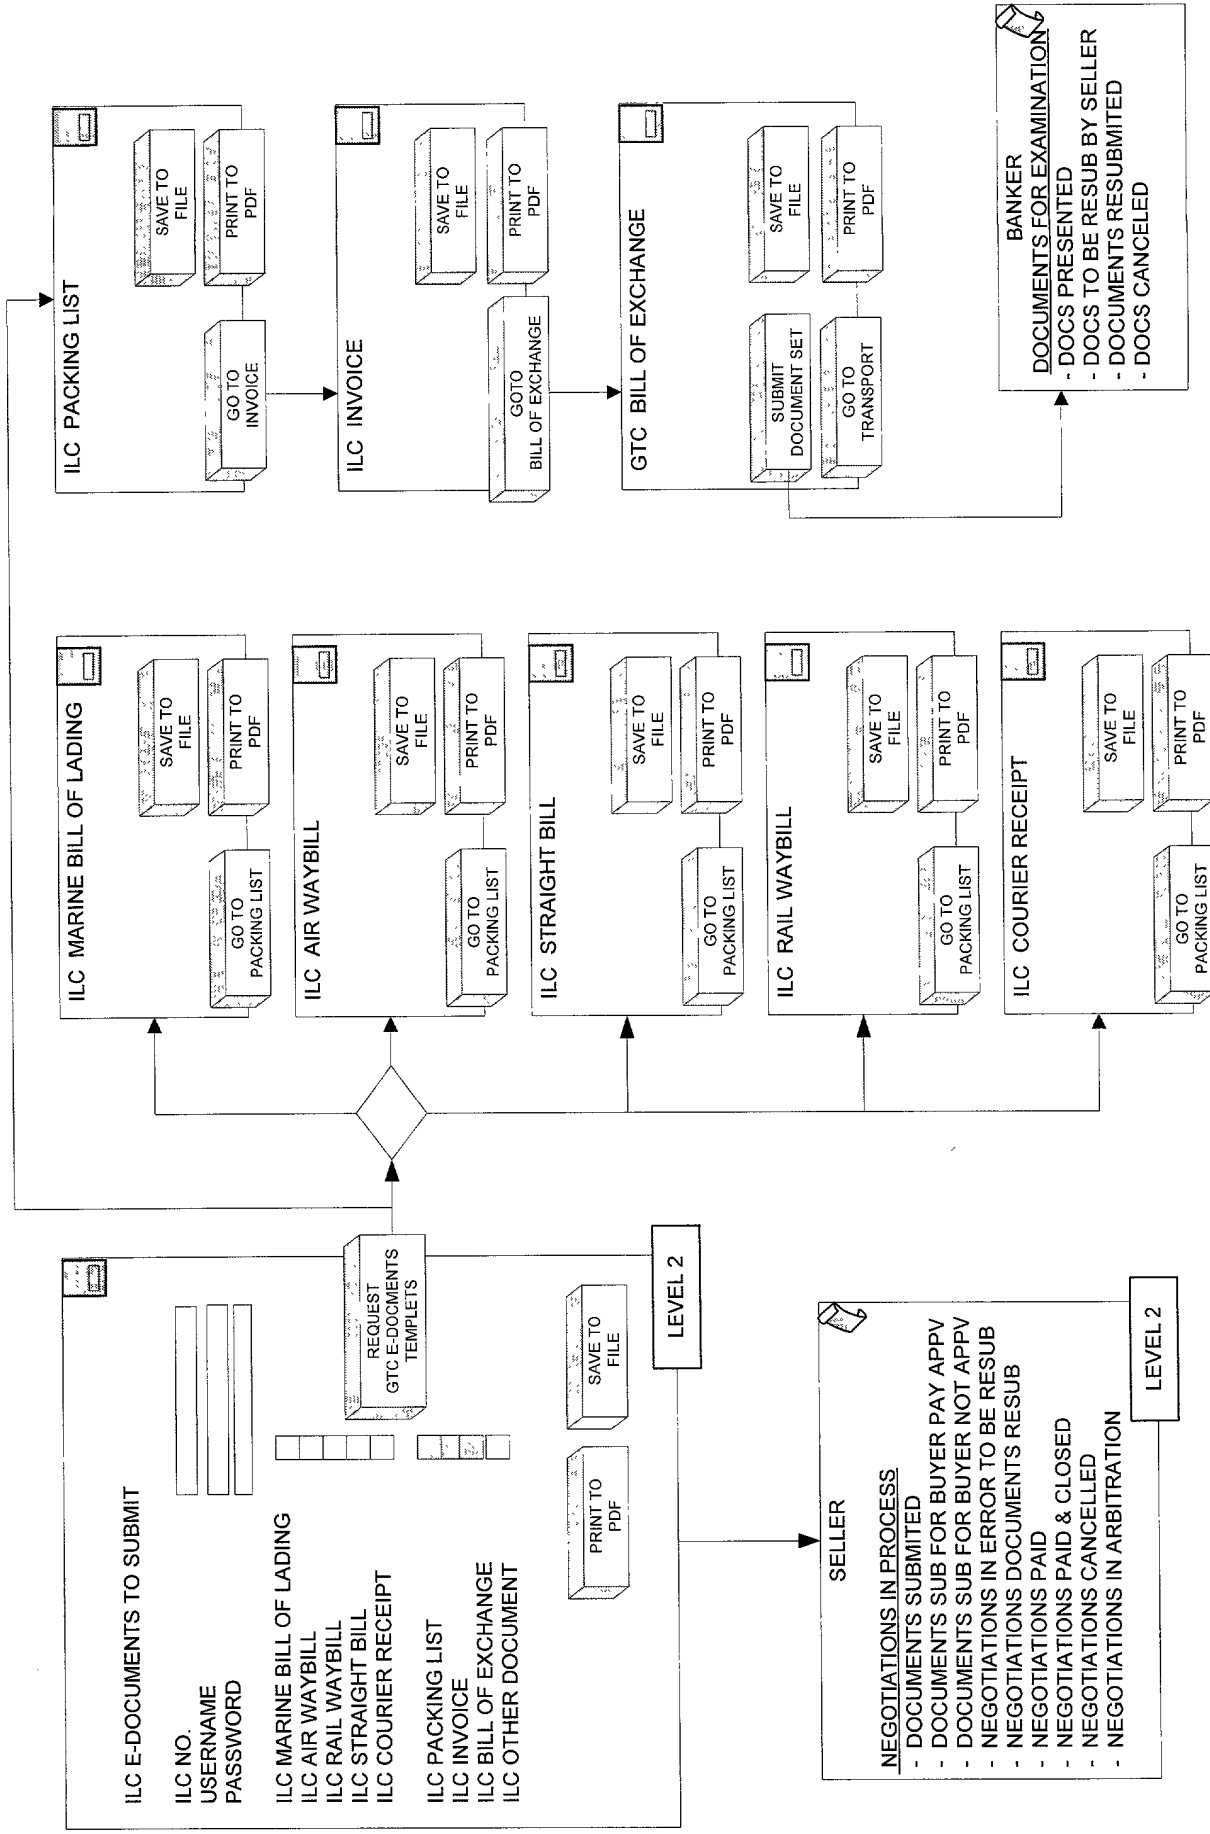 ILC E-DOCUMENTS TO SUBMIT
ILC NO.
USERNAME
PASSWORD
ILC MARINE BILL OF LADING
ILC AIR WAYBILL
ILC RAIL WAYBILL
ILC STRAIGHT BILL
ILC COURIER RECEIPT
ILC PACKING LIST
ILC INVOICE
ILC BILL OF EXCHANGE
ILC OTHER DOCUMENT
REQUEST
GTC E-DOCMENTS
TEMPLETS
PRINT TO
PDF
SAVE TO
FILE
LEVEL 2
SELLER
NEGOTIATIONS IN PROCESS
- DOCUMENTS SUBMITED
- DOCUMENTS SUB FOR BUYER PAY APPV
- DOCUMENTS SUB FOR BUYER NOT APPV
- NEGOTIATIONS IN ERROR TO BE RESUB
- NEGOTIATIONS DOCUMENTS RESUB
- NEGOTIATIONS PAID
- NEGOTIATIONS PAID & CLOSED
- NEGOTIATIONS CANCELLED
- NEGOTIATIONS IN ARBITRATION
LEVEL 2
ILC MARINE BILL OF LADING
SAVE TO
FILE
GO TO
PACKING LIST
PRINT TO
PDF
ILC AIR WAYBILL
SAVE TO
FILE
GO TO
PACKING LIST
PRINT TO
PDF
ILC STRAIGHT BILL
SAVE TO
FILE
GO TO
PACKING LIST
PRINT TO
PDF
ILC RAIL WAYBILL
SAVE TO
FILE
GO TO
PACKING LIST
PRINT TO
PDF
ILC COURIER RECEIPT
SAVE TO
FILE
GO TO
PACKING LIST
PRINT TO
PDF
ILC PACKING LIST
SAVE TO
FILE
GO TO
INVOICE
PRINT TO
PDF
ILC INVOICE
SAVE TO
FILE
GOTO
BILL OF EXCHANGE
PRINT TO
PDF
GTC BILL OF EXCHANGE
SUBMIT
DOCUMENT SET
SAVE TO
FILE
GO TO
TRANSPORT
PRINT TO
PDF
BANKER
DOCUMENTS FOR EXAMINATION
- DOCS PRESENTED
- DOCS TO BE RESUB BY SELLER
- DOCUMENTS RESUBMITED
- DOCS CANCELED